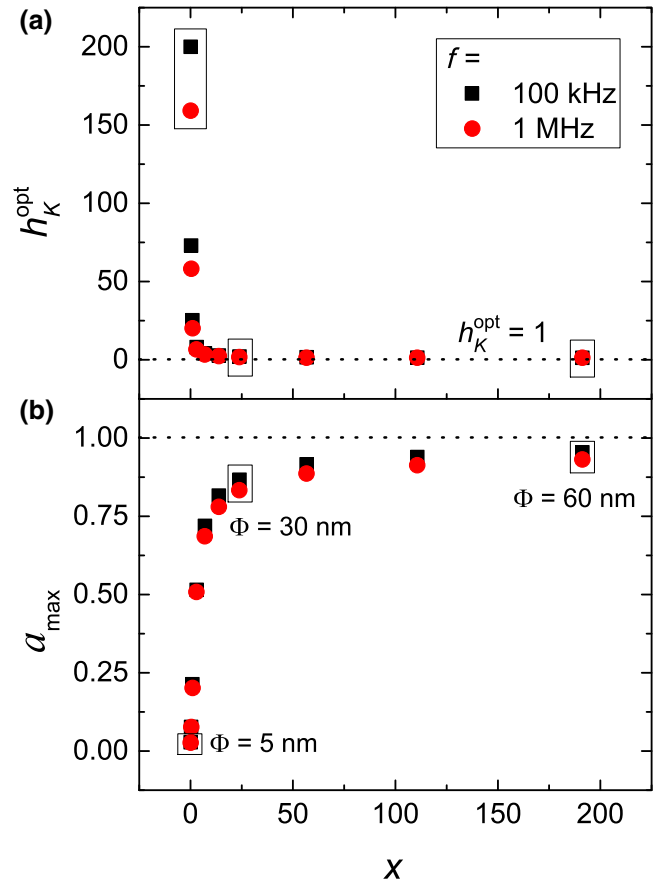 (a)
200
150
100
50
0
h_K^opt
f =
100 kHz
1 MHz
h_K^opt = 1
(b)
1.00
0.75
0.50
0.25
0.00
a_max
Φ = 30 nm
Φ = 60 nm
Φ = 5 nm
0 50 100 150 200
x